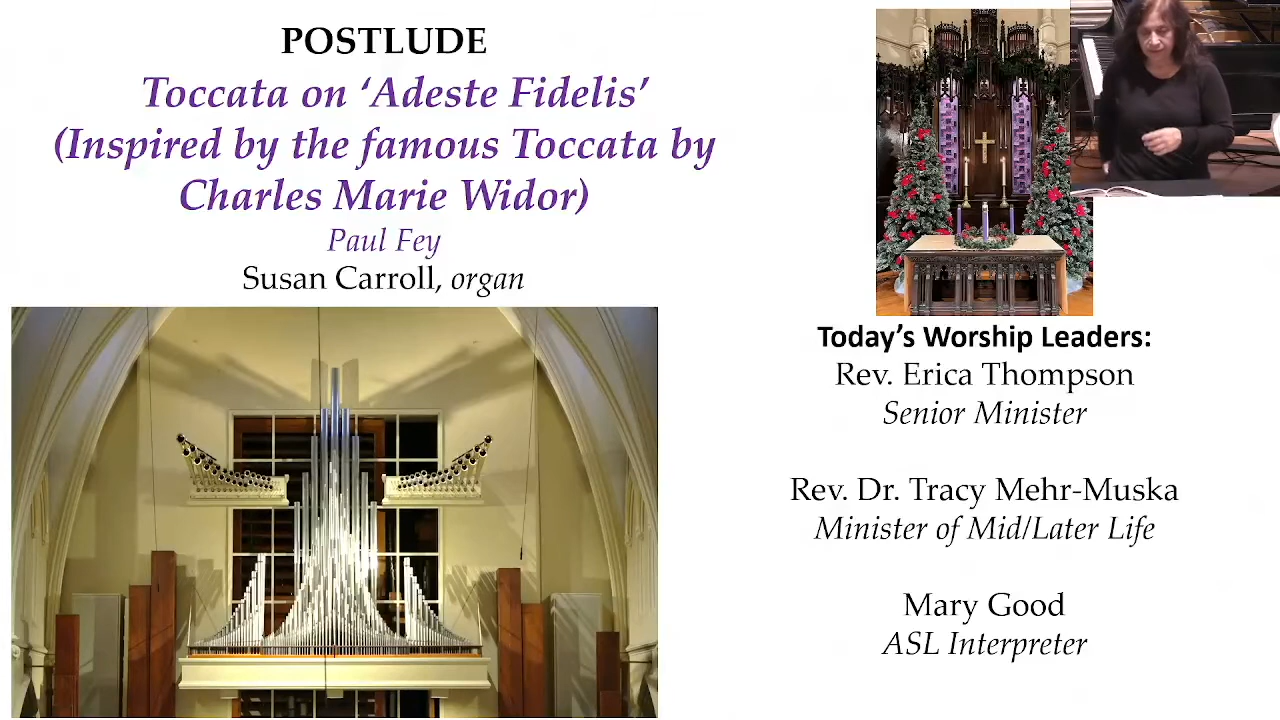 POSTLUDE
Toccata on ‘Adeste Fidelis’
(Inspired by the famous Toccata by
Charles Marie Widor)
Paul Fey
Susan Carroll, organ
Today’s Worship Leaders:
Rev. Erica Thompson
Senior Minister
Rev. Dr. Tracy Mehr-Muska
Minister of Mid/Later Life
Mary Good
ASL Interpreter